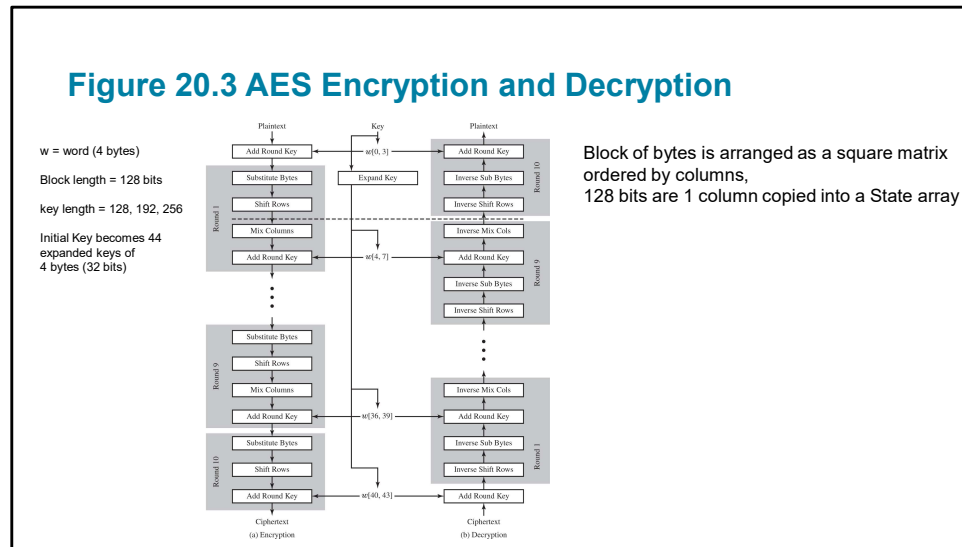 Figure 20.3 AES Encryption and Decryption
w = word (4 bytes)
Block length = 128 bits
key length = 128, 192, 256
Initial Key becomes 44
expanded keys of
4 bytes (32 bits)
Plaintext
Add Round Key
Round 1
Substitute Bytes
Shift Rows
Mix Columns
Add Round Key
Round 9
Substitute Bytes
Shift Rows
Mix Columns
Add Round Key
Round 10
Substitute Bytes
Shift Rows
Add Round Key
Ciphertext
(a) Encryption
Key
w[0, 3]
Expand Key
w[4, 7]
w[36, 39]
w[40, 43]
Plaintext
Add Round Key
Inverse Sub Bytes
Inverse Shift Rows
Round 10
Inverse Mix Cols
Add Round Key
Inverse Sub Bytes
Inverse Shift Rows
Round 9
Inverse Mix Cols
Add Round Key
Inverse Sub Bytes
Inverse Shift Rows
Round 1
Add Round Key
Ciphertext
(b) Decryption
Block of bytes is arranged as a square matrix
ordered by columns,
128 bits are 1 column copied into a State array